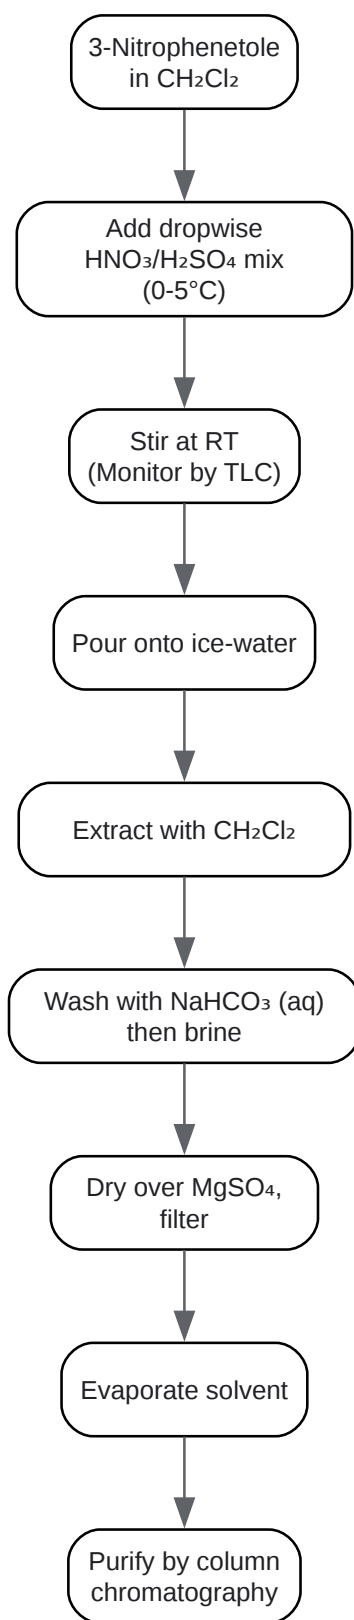 3-Nitrophenetole
in CH₂Cl₂
Add dropwise
HNO₃/H₂SO₄ mix
(0-5°C)
Stir at RT
(Monitor by TLC)
Pour onto ice-water
Extract with CH₂Cl₂
Wash with NaHCO₃ (aq)
then brine
Dry over MgSO₄,
filter
Evaporate solvent
Purify by column
chromatography